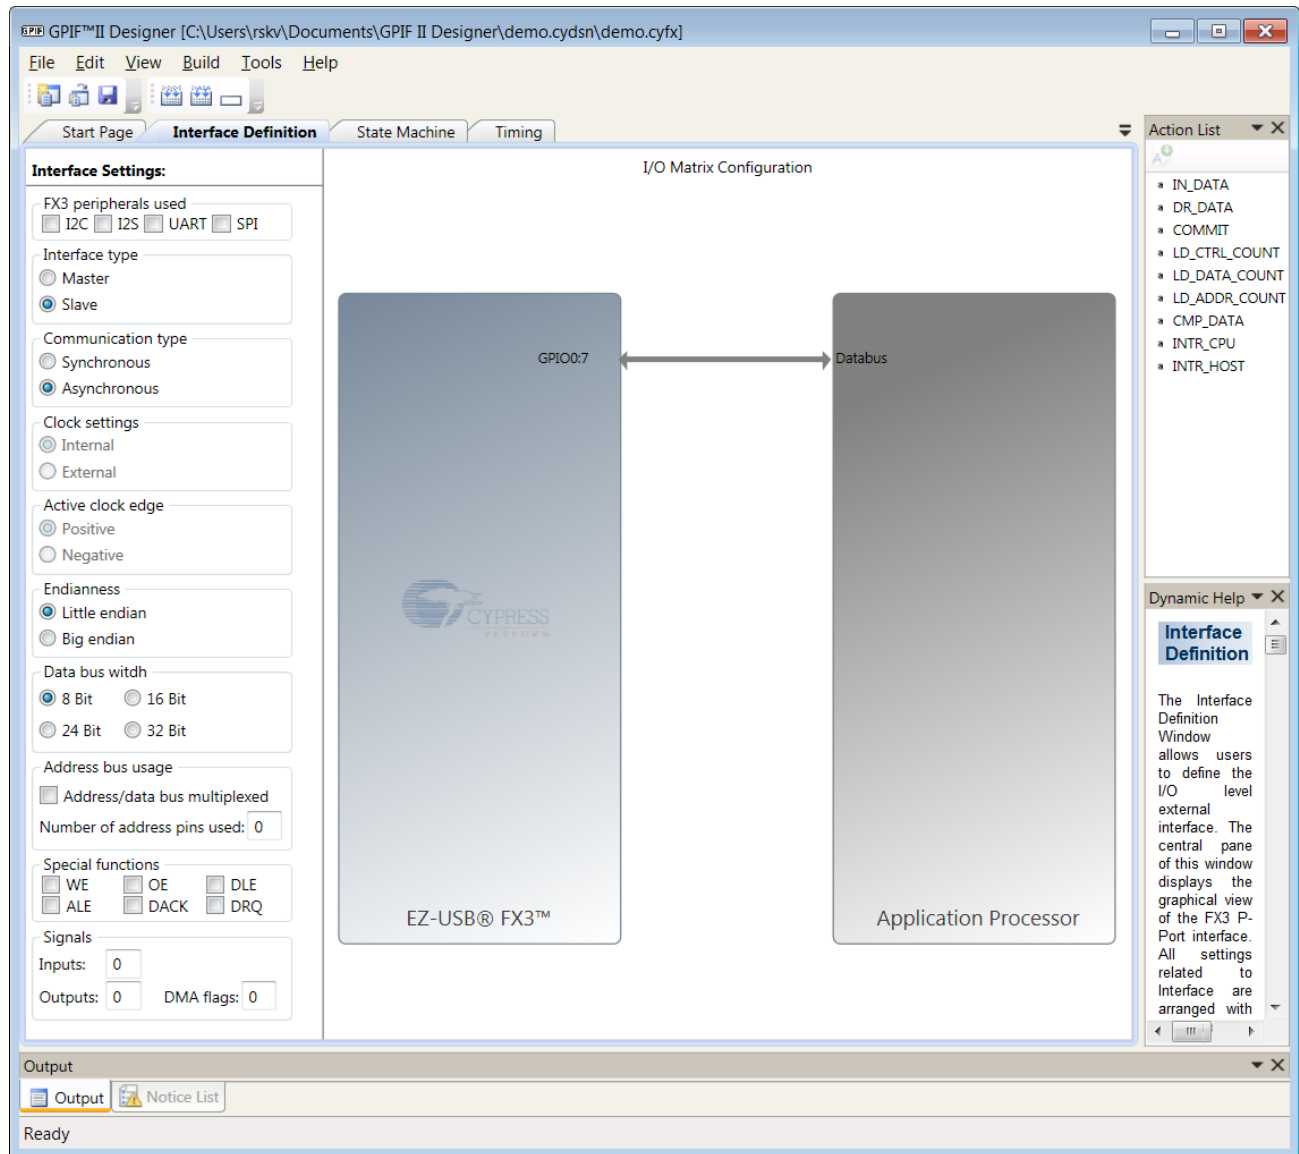 GPIF GPIF™II Designer [C:\Users\rskv\Documents\GPIF II Designer\demo.cydsn\demo.cyfx]
File Edit View Build Tools Help
Start Page Interface Definition State Machine Timing
Interface Settings:
FX3 peripherals used
I2C I2S UART SPI
Interface type
Master
Slave
Communication type
Synchronous
Asynchronous
Clock settings
Internal
External
Active clock edge
Positive
Negative
Endianness
Little endian
Big endian
Data bus witdh
8 Bit 16 Bit
24 Bit 32 Bit
Address bus usage
Address/data bus multiplexed
Number of address pins used: 0
Special functions
WE OE DLE
ALE DACK DRQ
Signals
Inputs: 0
Outputs: 0 DMA flags: 0
I/O Matrix Configuration
GPIO0:7 Databus
CYPRESS
PERFORM
EZ-USB® FX3™ Application Processor
Action List
IN_DATA
DR_DATA
COMMIT
LD_CTRL_COUNT
LD_DATA_COUNT
LD_ADDR_COUNT
CMP_DATA
INTR_CPU
INTR_HOST
Dynamic Help
Interface
Definition
The Interface
Definition
Window
allows users
to define the
I/O level
external
interface. The
central pane
of this window
displays the
graphical view
of the FX3 P-
Port interface.
All settings
related to
Interface are
arranged with
Output
Output Notice List
Ready